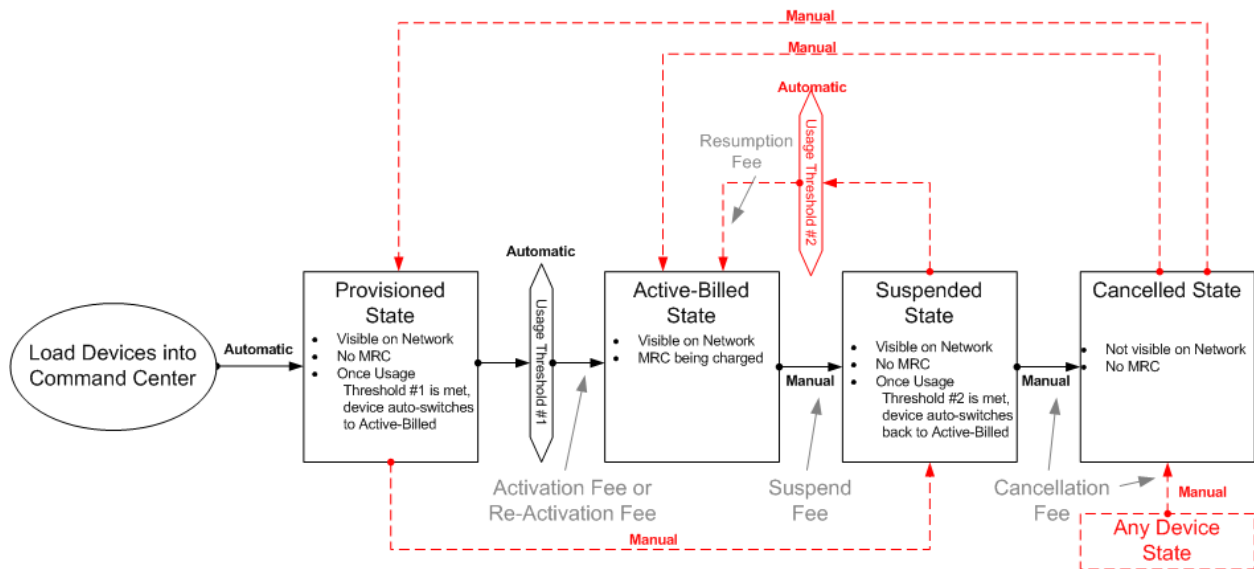 Manual
Manual
Automatic
Resumption
Fee
Usage Threshold #2
Automatic
Load Devices into
Command Center
Automatic
Provisioned
State
• Visible on Network
• No MRC
• Once Usage
Threshold #1 is met,
device auto-switches
to Active-Billed
Usage Threshold #1
Active-Billed
State
• Visible on Network
• MRC being charged
Manual
Suspended
State
• Visible on Network
• No MRC
• Once Usage
Threshold #2 is met,
device auto-switches
back to Active-Billed
Manual
Cancelled State
• Not visible on Network
• No MRC
Activation Fee or
Re-Activation Fee
Suspend
Fee
Cancellation
Fee
Manual
Manual
Any Device
State